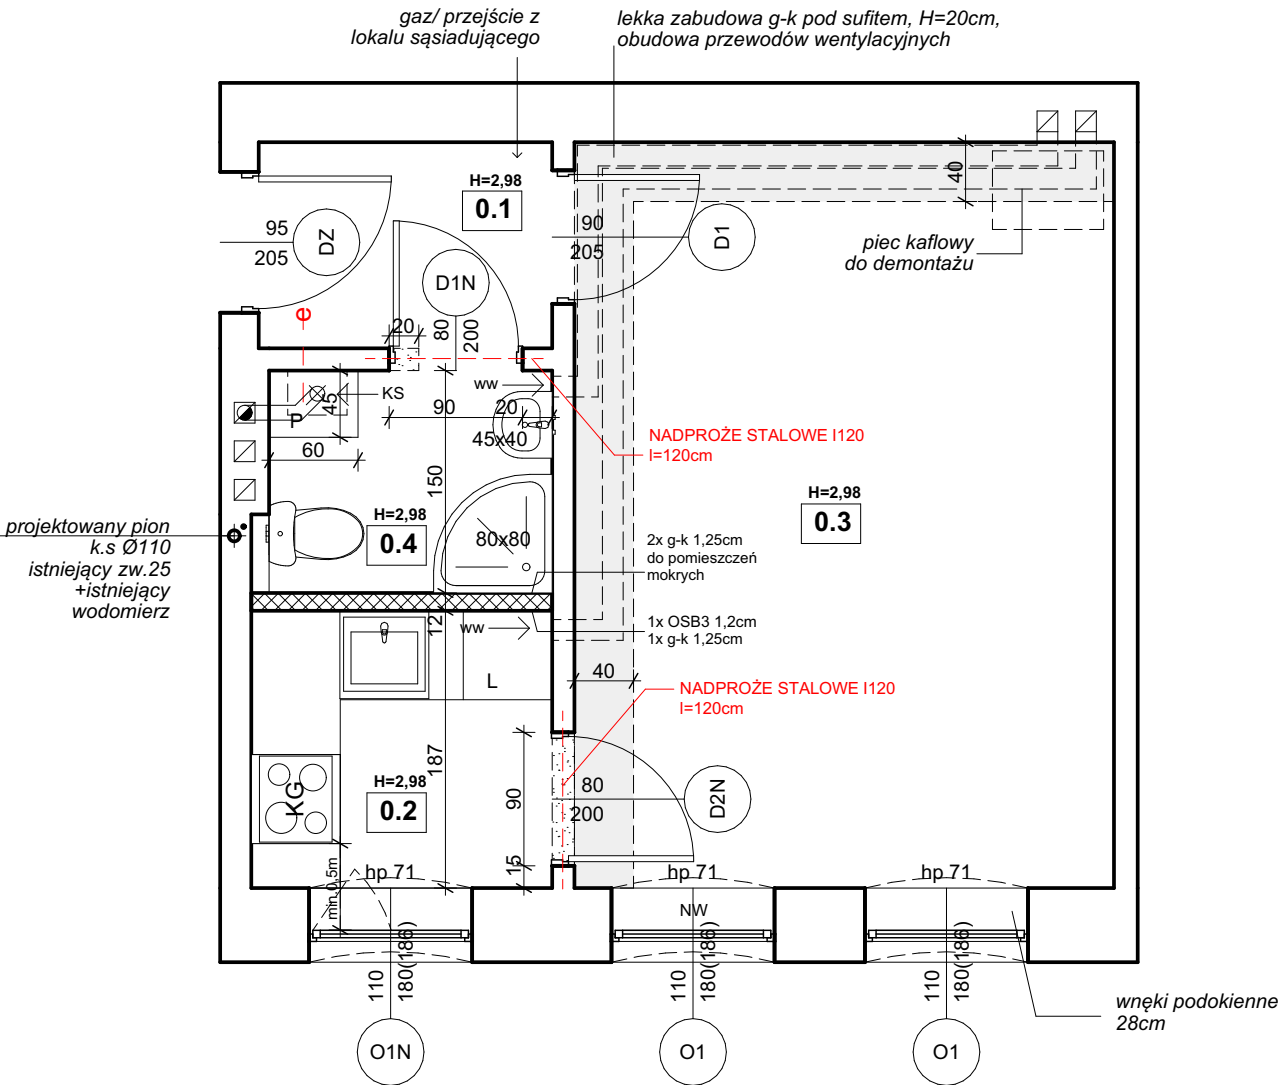 gaz/ przejście z
lokalu sąsiadującego
lekka zabudowa g-k pod sufitem, H=20cm,
obudowa przewodów wentylacyjnych
H=2,98
0.1
40
95
205
DZ
90
205
D1
piec kaflowy
do demontażu
D1N
80
200
e
20
KS
45
P
60
ww
90
20
45x40
NADPROŻE STALOWE I120
l=120cm
150
H=2,98
0.3
H=2,98
0.4
80x80
projektowany pion
k.s Ø110
istniejący zw.25
+istniejący
wodomierz
2x g-k 1,25cm
do pomieszczeń
mokrych
12
ww
1x OSB3 1,2cm
1x g-k 1,25cm
L
40
NADPROŻE STALOWE I120
l=120cm
187
KG
H=2,98
0.2
90
80
200
D2N
15
min.0,5m
hp 71
hp 71
hp 71
NW
110
180(186)
110
180(186)
110
180(186)
wnęki podokienne
28cm
O1N
O1
O1